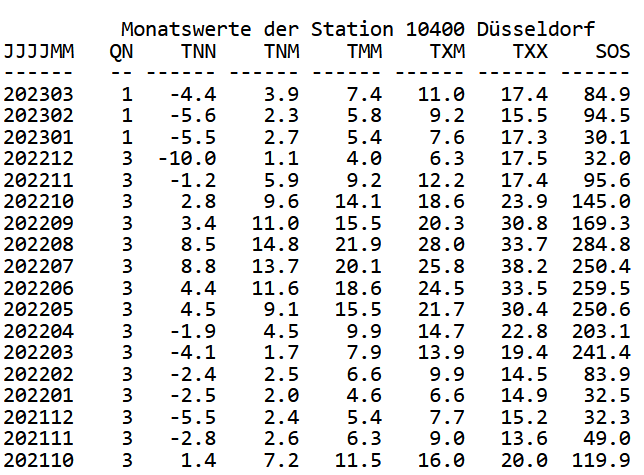 Monatswerte der Station 10400 Düsseldorf
JJJJMM QN TNN TNM TMM TXM TXX SOS
------ -- ------ ------ ------ ------ ------ ------
202303 1 -4.4 3.9 7.4 11.0 17.4 84.9
202302 1 -5.6 2.3 5.8 9.2 15.5 94.5
202301 1 -5.5 2.7 5.4 7.6 17.3 30.1
202212 3 -10.0 1.1 4.0 6.3 17.5 32.0
202211 3 -1.2 5.9 9.2 12.2 17.4 95.6
202210 3 2.8 9.6 14.1 18.6 23.9 145.0
202209 3 3.4 11.0 15.5 20.3 30.8 169.3
202208 3 8.5 14.8 21.9 28.0 33.7 284.8
202207 3 8.8 13.7 20.1 25.8 38.2 250.4
202206 3 4.4 11.6 18.6 24.5 33.5 259.5
202205 3 4.5 9.1 15.5 21.7 30.4 250.6
202204 3 -1.9 4.5 9.9 14.7 22.8 203.1
202203 3 -4.1 1.7 7.9 13.9 19.4 241.4
202202 3 -2.4 2.5 6.6 9.9 14.5 83.9
202201 3 -2.5 2.0 4.6 6.6 14.9 32.5
202112 3 -5.5 2.4 5.4 7.7 15.2 32.3
202111 3 -2.8 2.6 6.3 9.0 13.6 49.0
202110 3 1.4 7.2 11.5 16.0 20.0 119.9